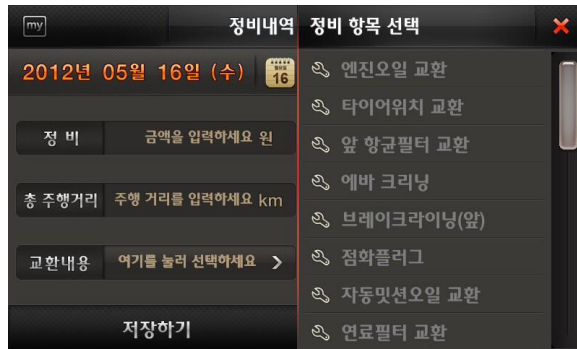 my 정비내역
2012년 05월 16일 (수) 16
정 비 금액을 입력하세요 원
총 주행거리 주행 거리를 입력하세요 km
교환내용 여기를 눌러 선택하세요 >
저장하기
정비 항목 선택 ×
엔진오일 교환
타이어위치 교환
앞 항균필터 교환
에바 크리닝
브레이크라이닝(앞)
점화플러그
자동밋션오일 교환
연료필터 교환